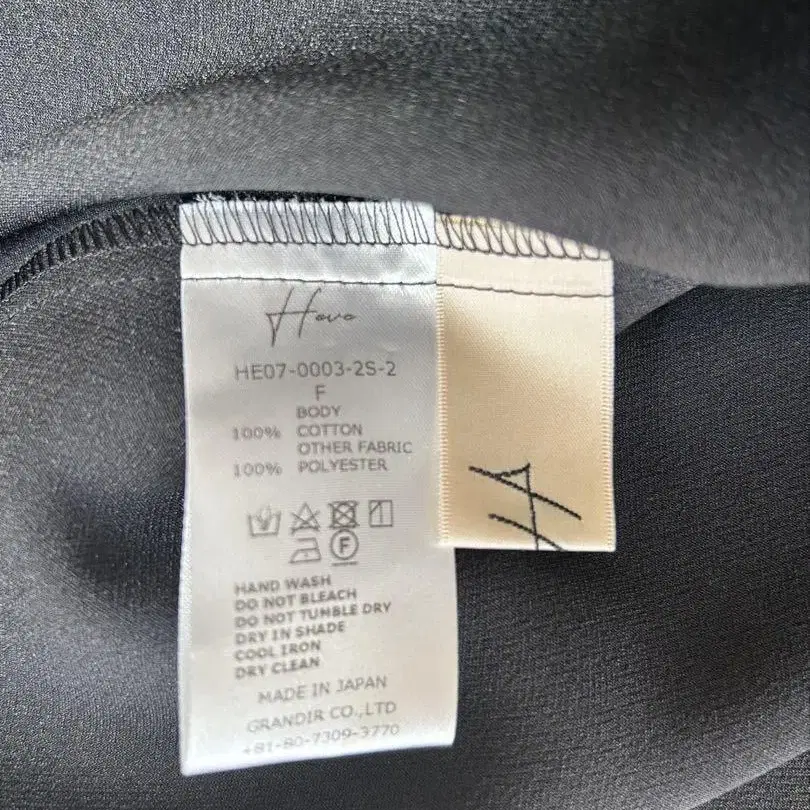 Hevo
HE07-0003-2S-2
F
BODY
100% COTTON
OTHER FABRIC
100% POLYESTER
F
HAND WASH
DO NOT BLEACH
DO NOT TUMBLE DRY
DRY IN SHADE
COOL IRON
DRY CLEAN
MADE IN JAPAN
GRANDIR CO.,LTD
+81-80-7309-3770